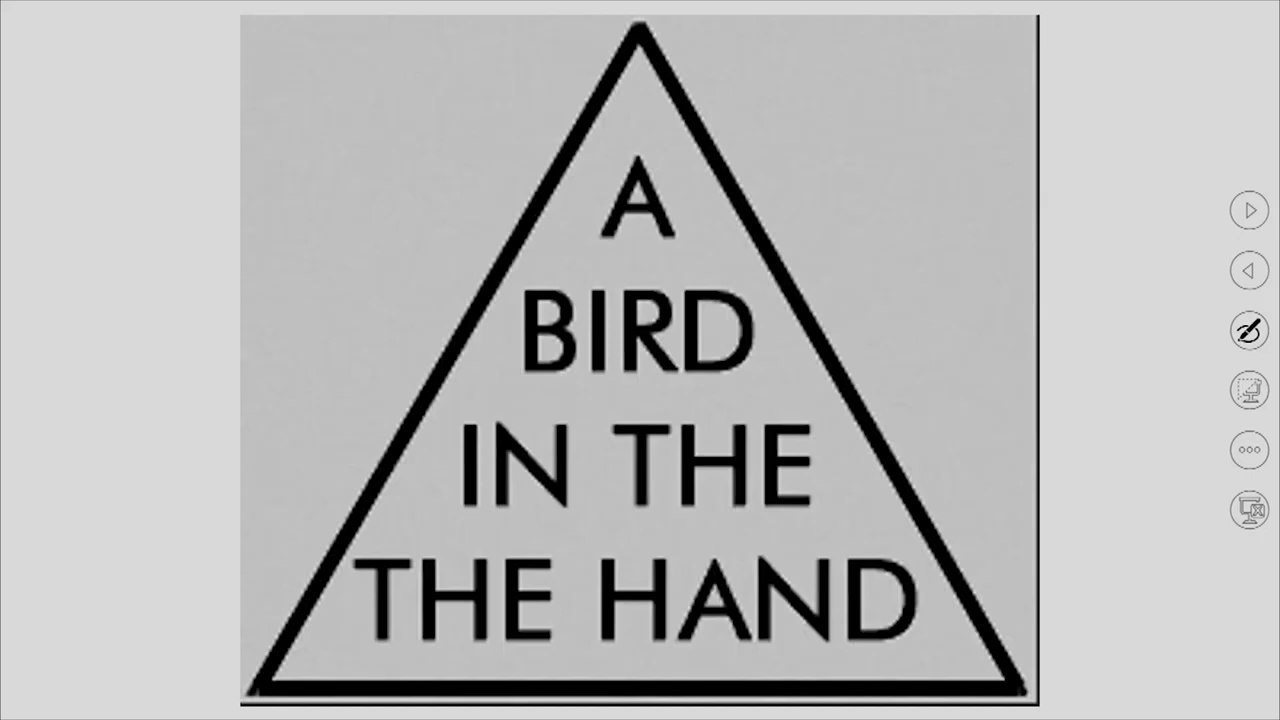 A
BIRD
IN THE
THE HAND